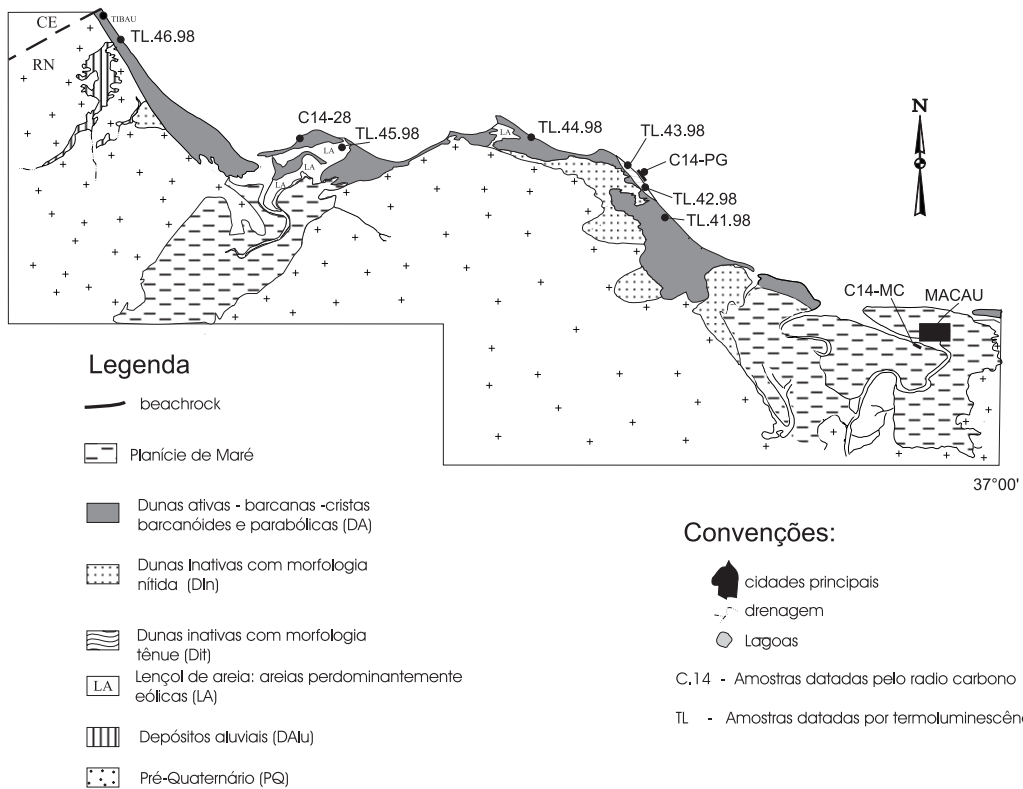 CE
TIBAU
TL.46.98
RN
C14-28
TL.45.98
LA
LA
LA
LA
TL.44.98
TL.43.98
C14-PG
TL.42.98
TL.41.98
N
C14-MC
MACAU
37°00'
Legenda
beachrock
Planície de Maré
Dunas ativas - barcanas -cristas
barcanóides e parabólicas (DA)
Dunas Inativas com morfologia
nítida (DIn)
Dunas inativas com morfologia
tênue (Dit)
LA
Lençol de areia: areias perdominantemente
eólicas (LA)
Depósitos aluviais (DAlu)
Pré-Quaternário (PQ)
Convenções:
cidades principais
drenagem
Lagoas
C.14 - Amostras datadas pelo radio carbono
TL - Amostras datadas por termoluminescên